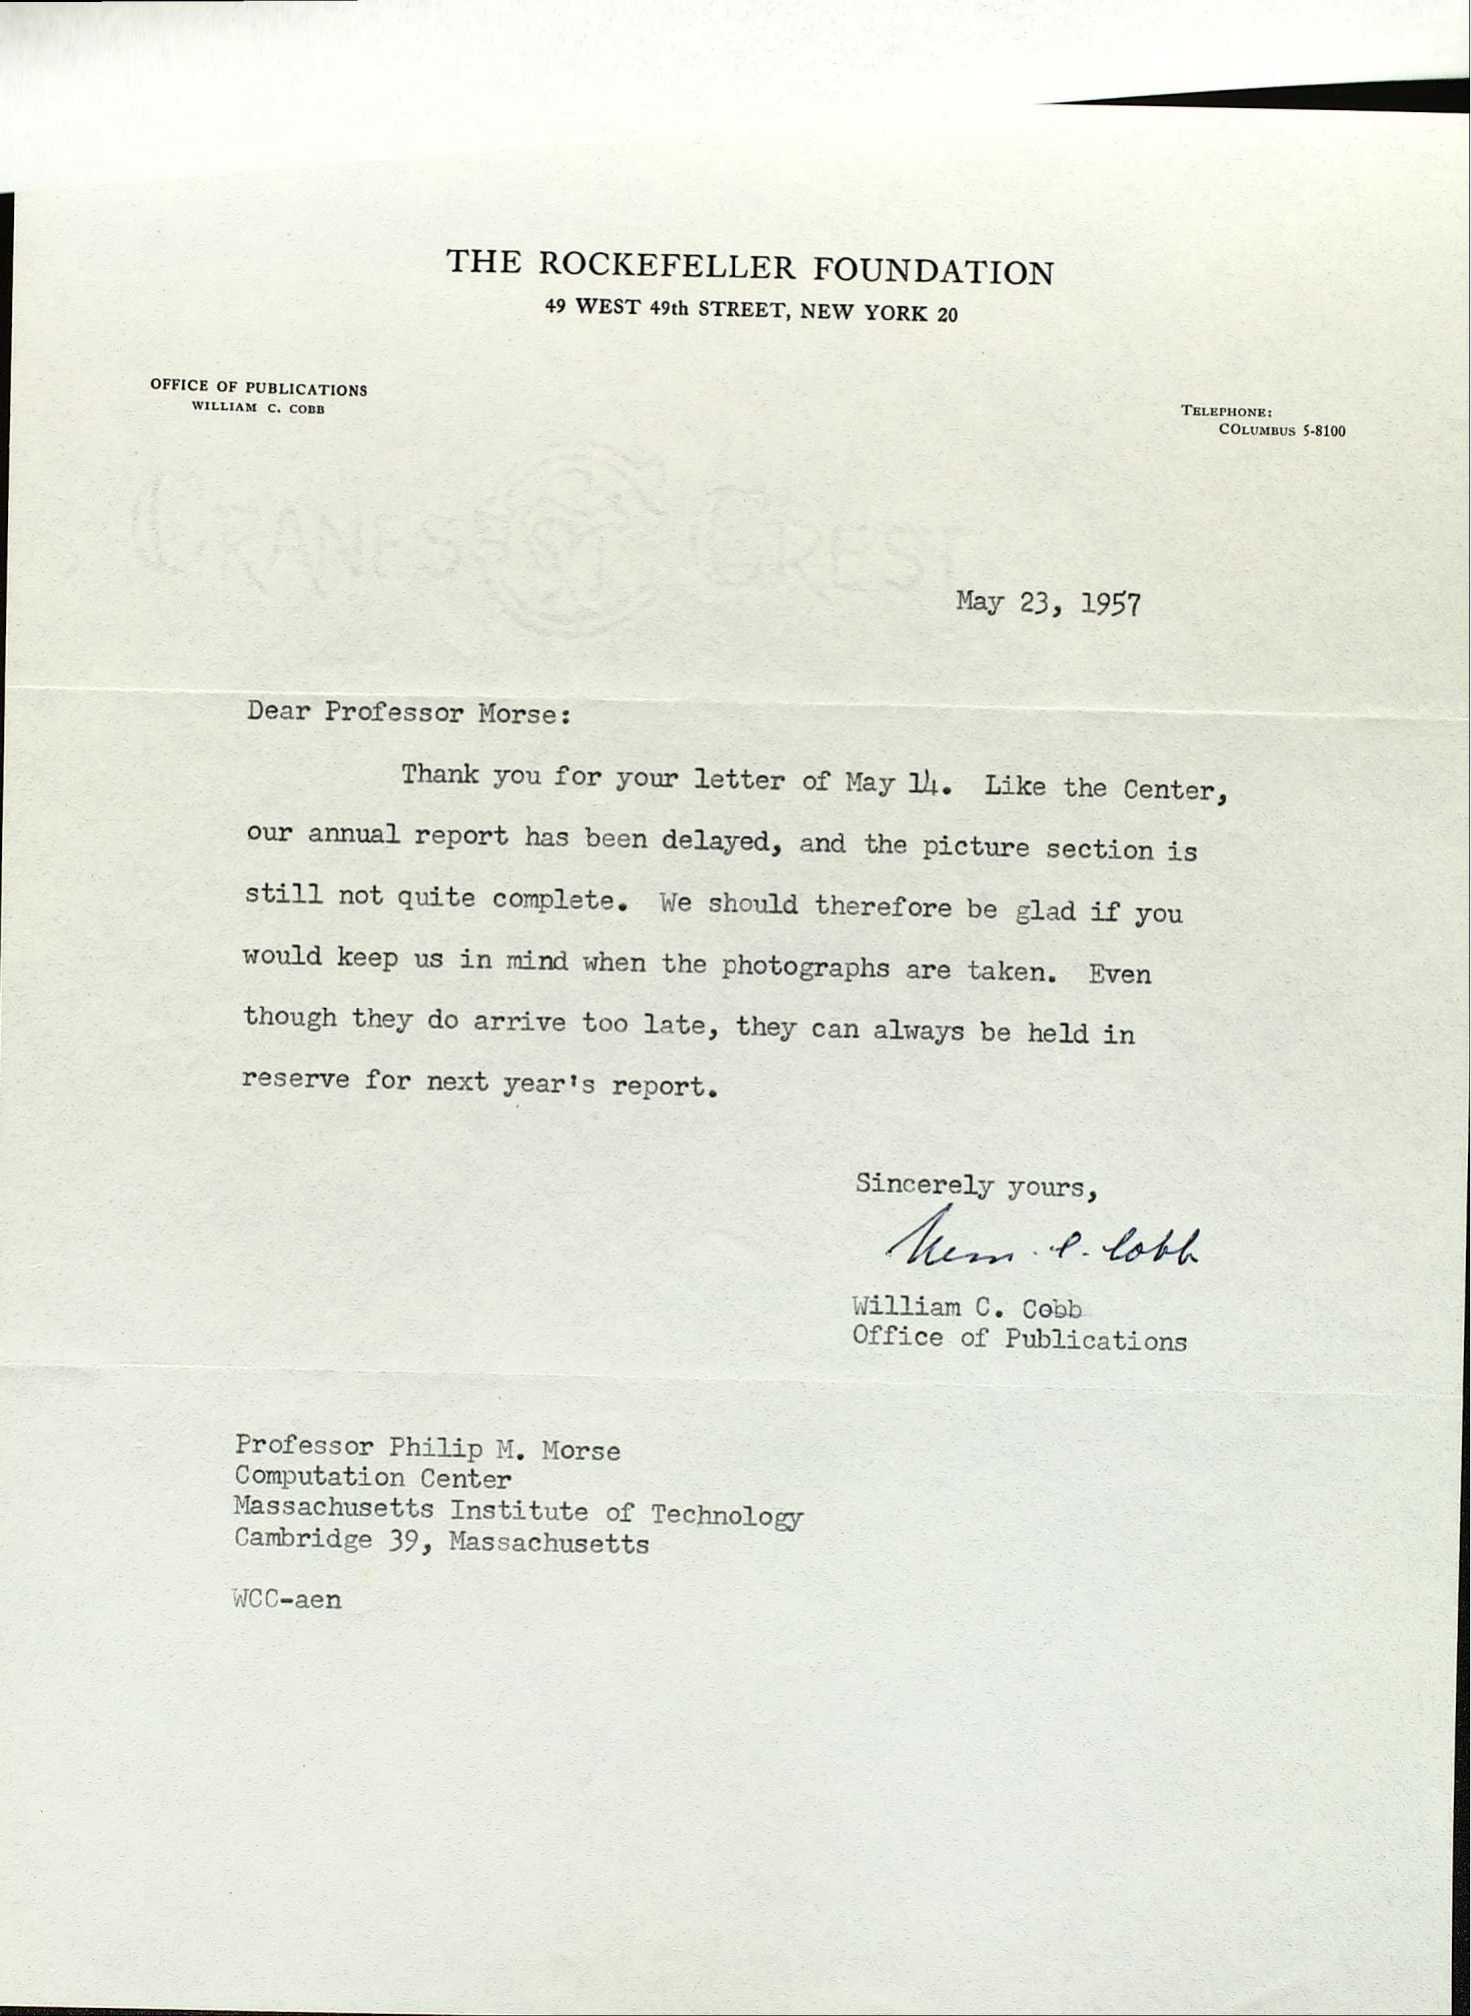 THE ROCKEFELLER FOUNDATION
49 WEST 49th STREET, NEW YORK 20
OFFICE OF PUBLICATIONS
WILLIAM C. COBB
TELEPHONE:
COLUMBUS 5-8100
CRANE'S CREST
May 23, 1957
Dear Professor Morse:
Thank you for your letter of May 14. Like the Center,
our annual report has been delayed, and the picture section is
still not quite complete. We should therefore be glad if you
would keep us in mind when the photographs are taken. Even
though they do arrive too late, they can always be held in
reserve for next year's report.
Sincerely yours,
Wm. C. Cobb
William C. Cobb
Office of Publications
Professor Philip M. Morse
Computation Center
Massachusetts Institute of Technology
Cambridge 39, Massachusetts
WCC-aen